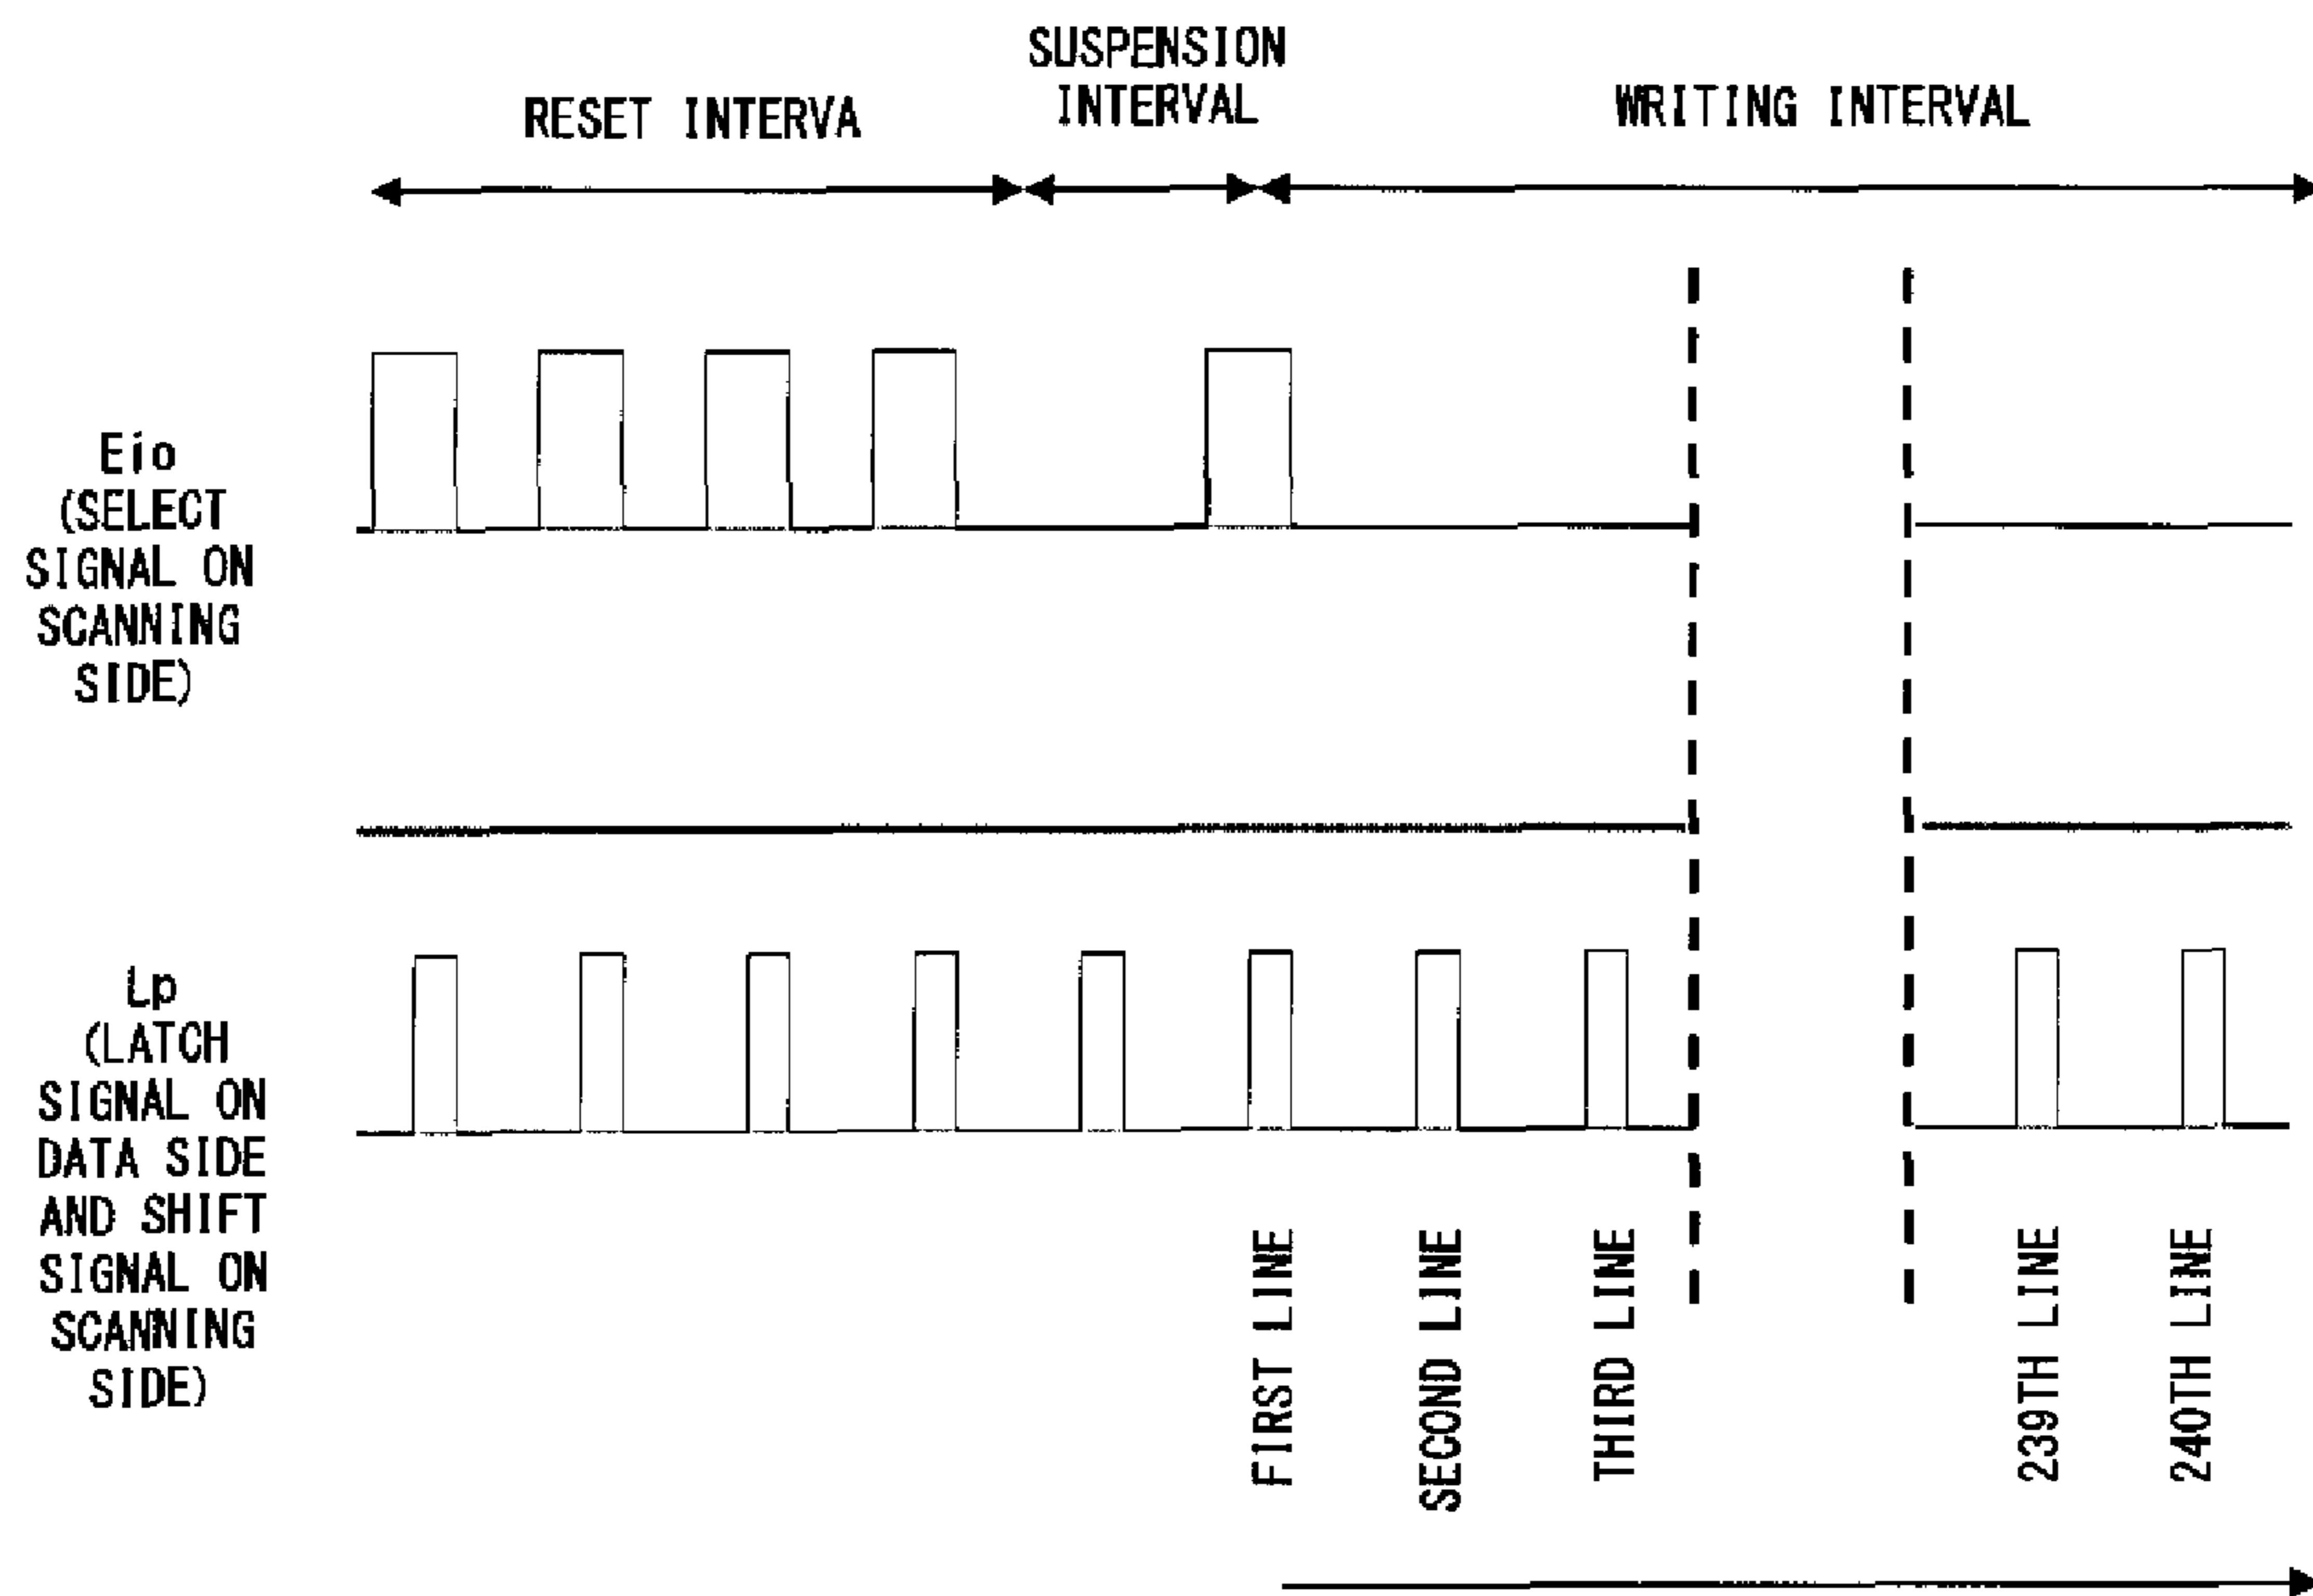 SUSPENSION
INTERVAL
RESET INTERVA
WRITING INTERVAL
Eio
(SELECT
SIGNAL ON
SCANNING
SIDE)
Lp
(LATCH
SIGNAL ON
DATA SIDE
AND SHIFT
SIGNAL ON
SCANNING
SIDE)
FIRST LINE
SECOND LINE
THIRD LINE
239TH LINE
240TH LINE